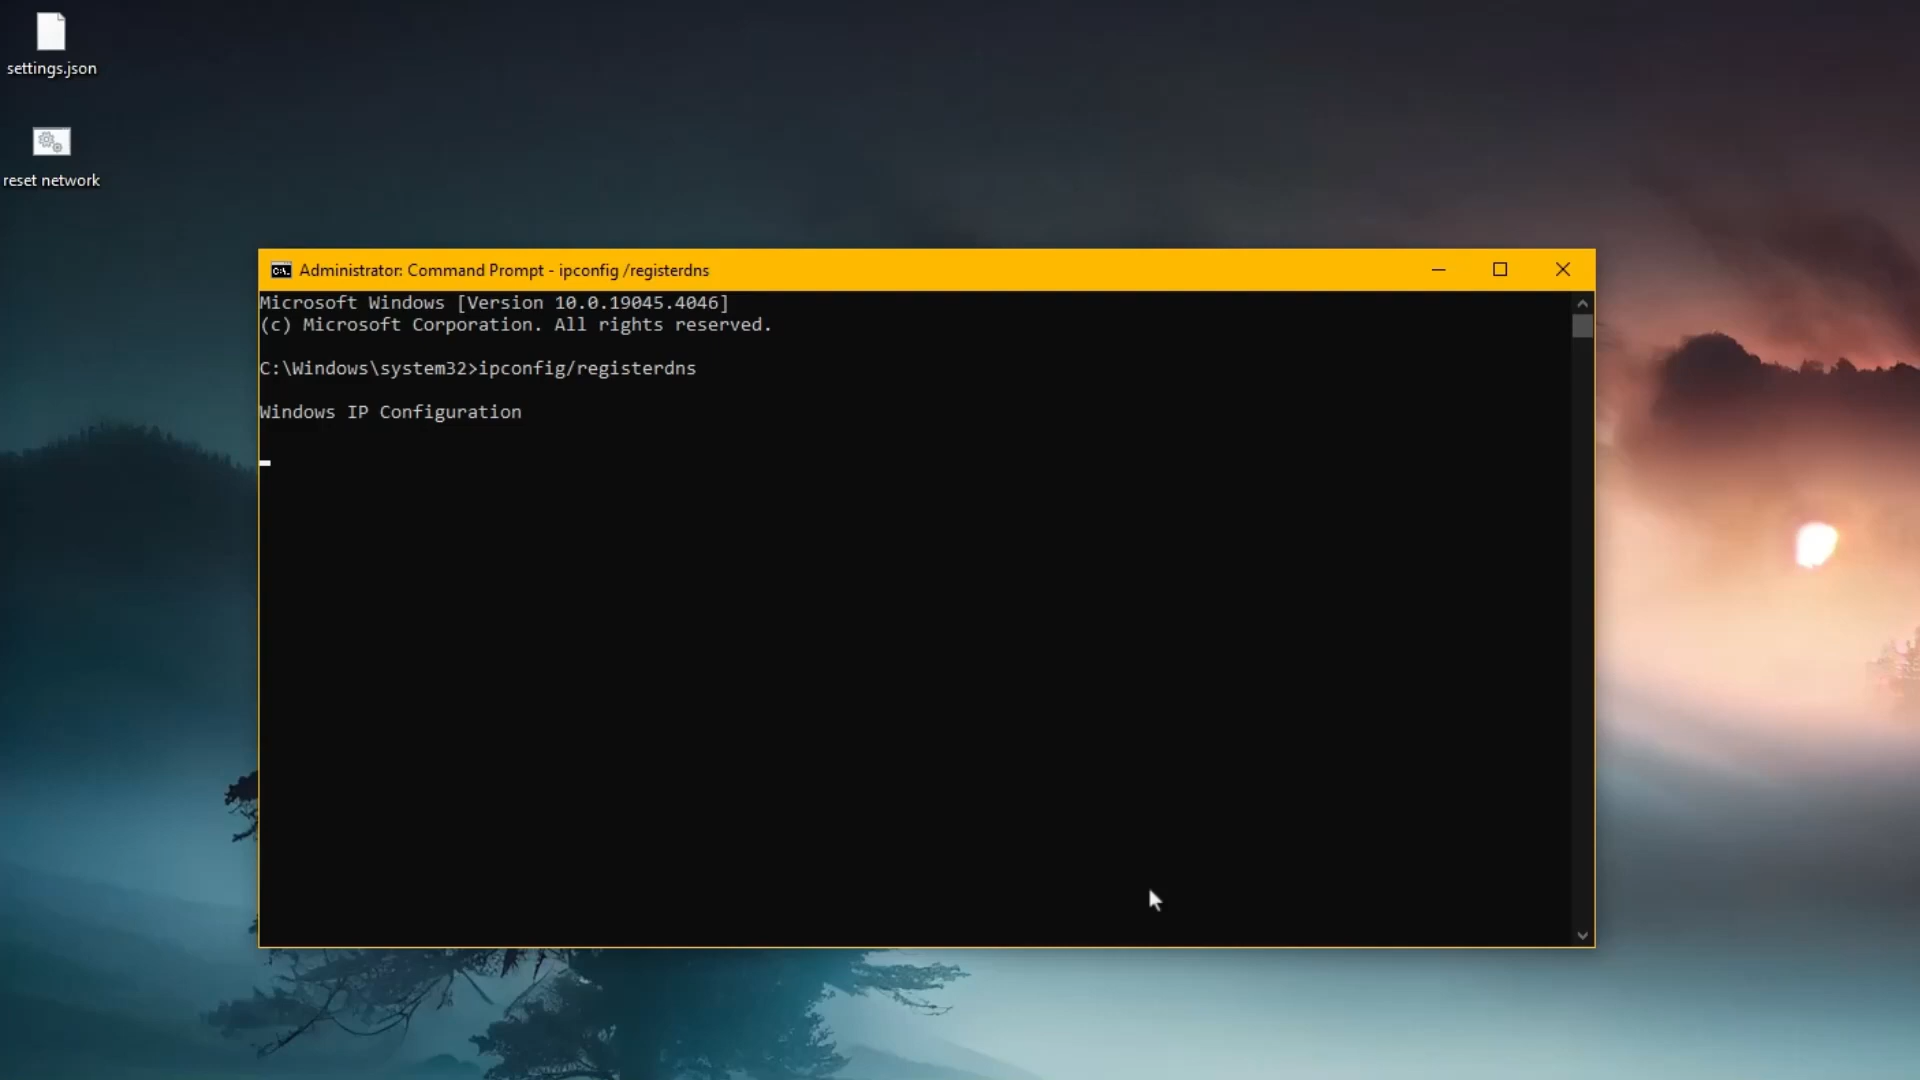 settings.json
reset network
Administrator: Command Prompt - ipconfig /registerdns
Microsoft Windows [Version 10.0.19045.4046]
(c) Microsoft Corporation. All rights reserved.
C:\Windows\system32>ipconfig/registerdns
Windows IP Configuration